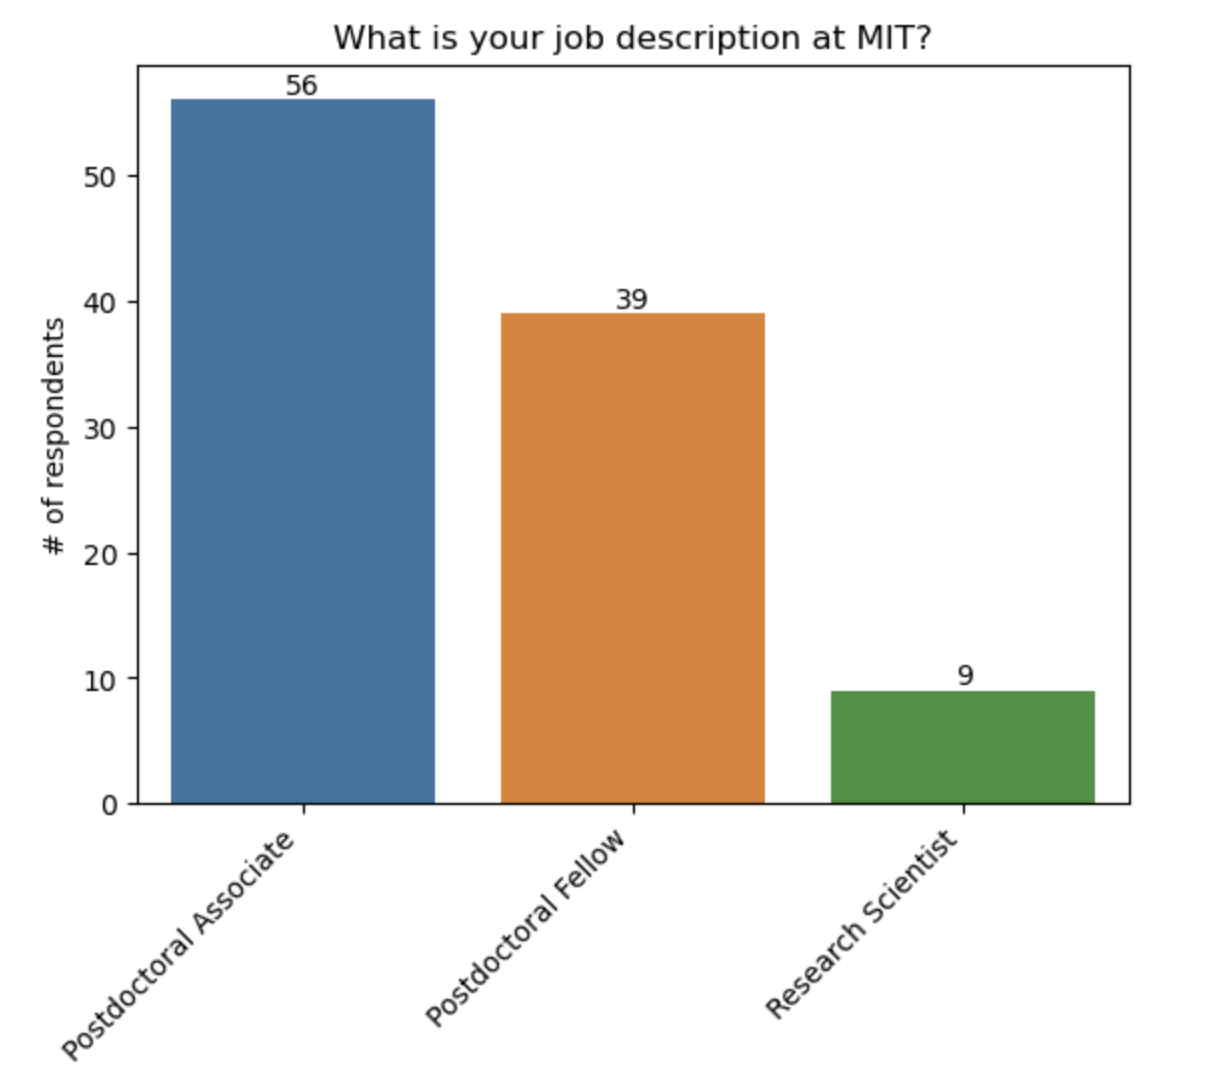 What is your job description at MIT?
56
39
9
50
40
30
20
10
0
# of respondents
Postdoctoral Associate
Postdoctoral Fellow
Research Scientist